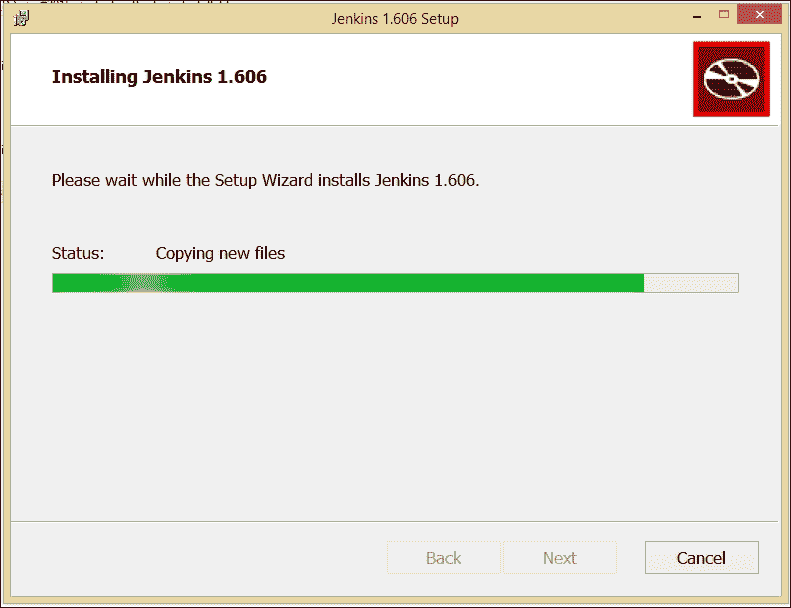 Jenkins 1.606 Setup
Installing Jenkins 1.606
Please wait while the Setup Wizard installs Jenkins 1.606.
Status: Copying new files
Back Next Cancel